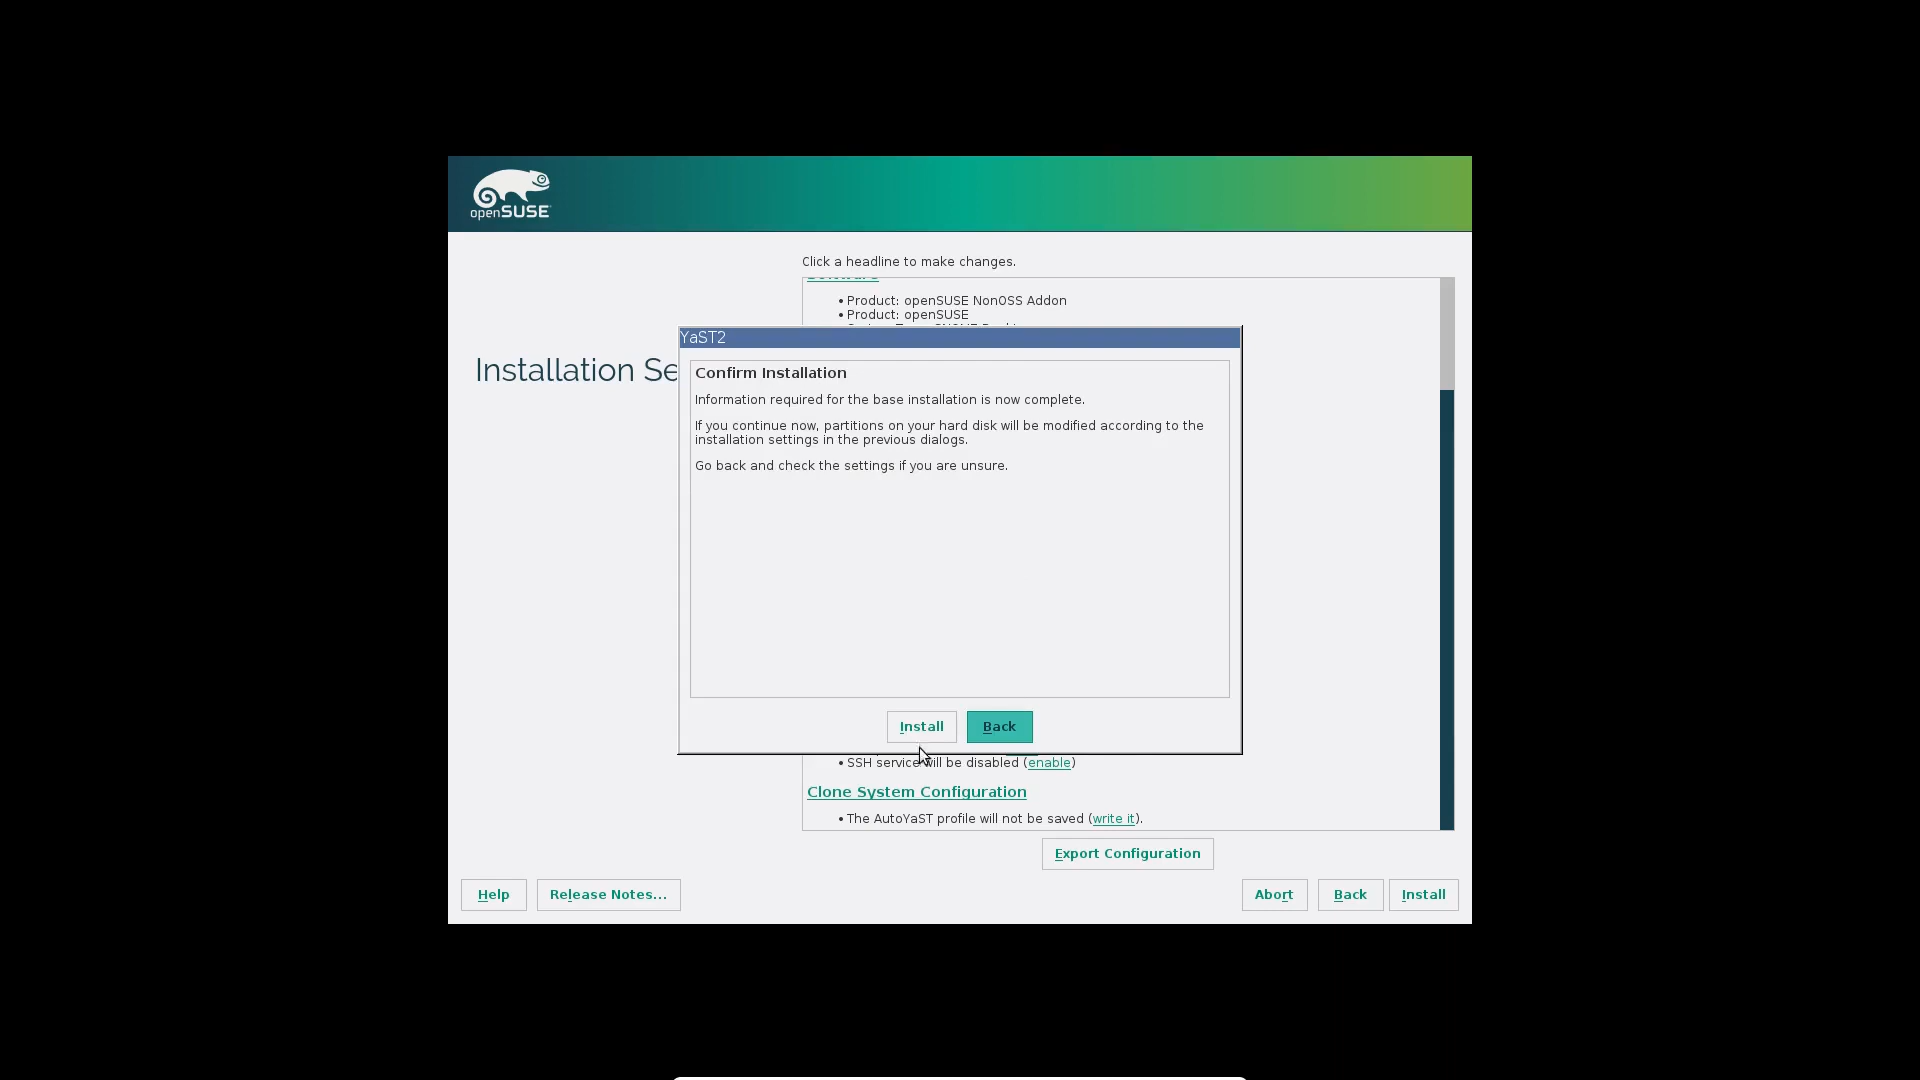 openSUSE
Click a headline to make changes.
Product: openSUSE NonOSS Addon
Product: openSUSE
Installation Se
YaST2
Confirm Installation
Information required for the base installation is now complete.
If you continue now, partitions on your hard disk will be modified according to the
installation settings in the previous dialogs.
Go back and check the settings if you are unsure.
Install Back
SSH service will be disabled (enable)
Clone System Configuration
The AutoYaST profile will not be saved (write it).
Export Configuration
Help Release Notes... Abort Back Install